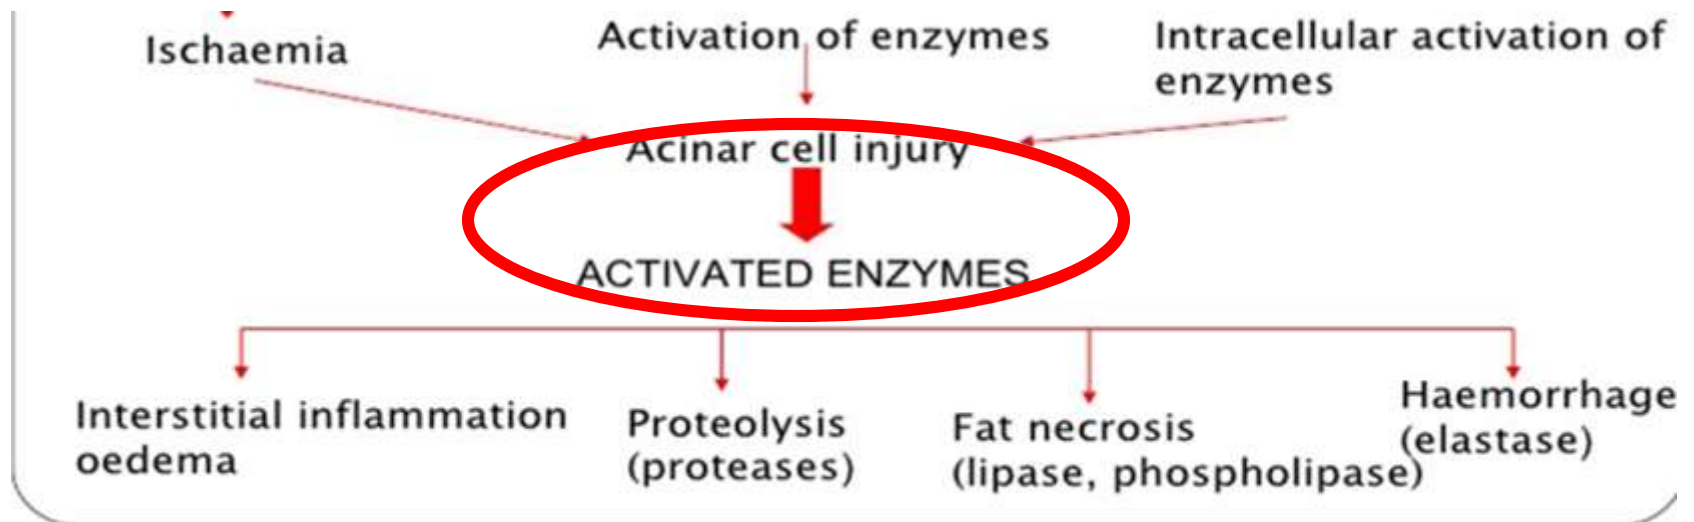 Ischaemia
Activation of enzymes
Intracellular activation of
enzymes
Acinar cell injury
ACTIVATED ENZYMES
Interstitial inflammation
oedema
Proteolysis
(proteases)
Fat necrosis
(lipase, phospholipase)
Haemorrhage
(elastase)